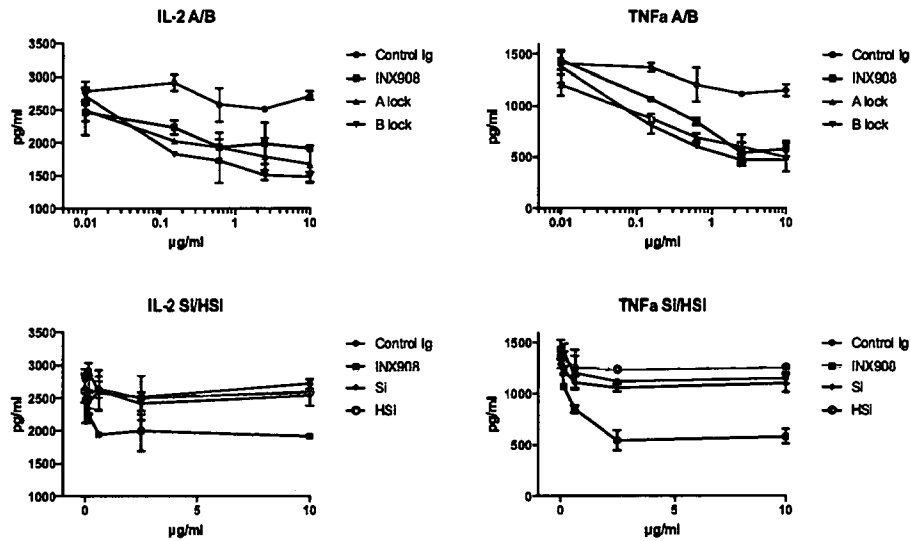 IL-2 A/B
3500
3000
2500
2000
1500
1000
pg/ml
0.01
0.1
1
10
µg/ml
Control Ig
INX908
A lock
B lock
TNFa A/B
1500
1000
500
0
pg/ml
0.01
0.1
1
10
µg/ml
Control Ig
INX908
A lock
B lock
IL-2 Si/HSI
3500
3000
2500
2000
1500
1000
pg/ml
0
5
10
µg/ml
Control Ig
INX908
Si
HSI
TNFa Si/HSI
1500
1000
500
0
pg/ml
0
5
10
µg/ml
Control Ig
INX908
Si
HSI